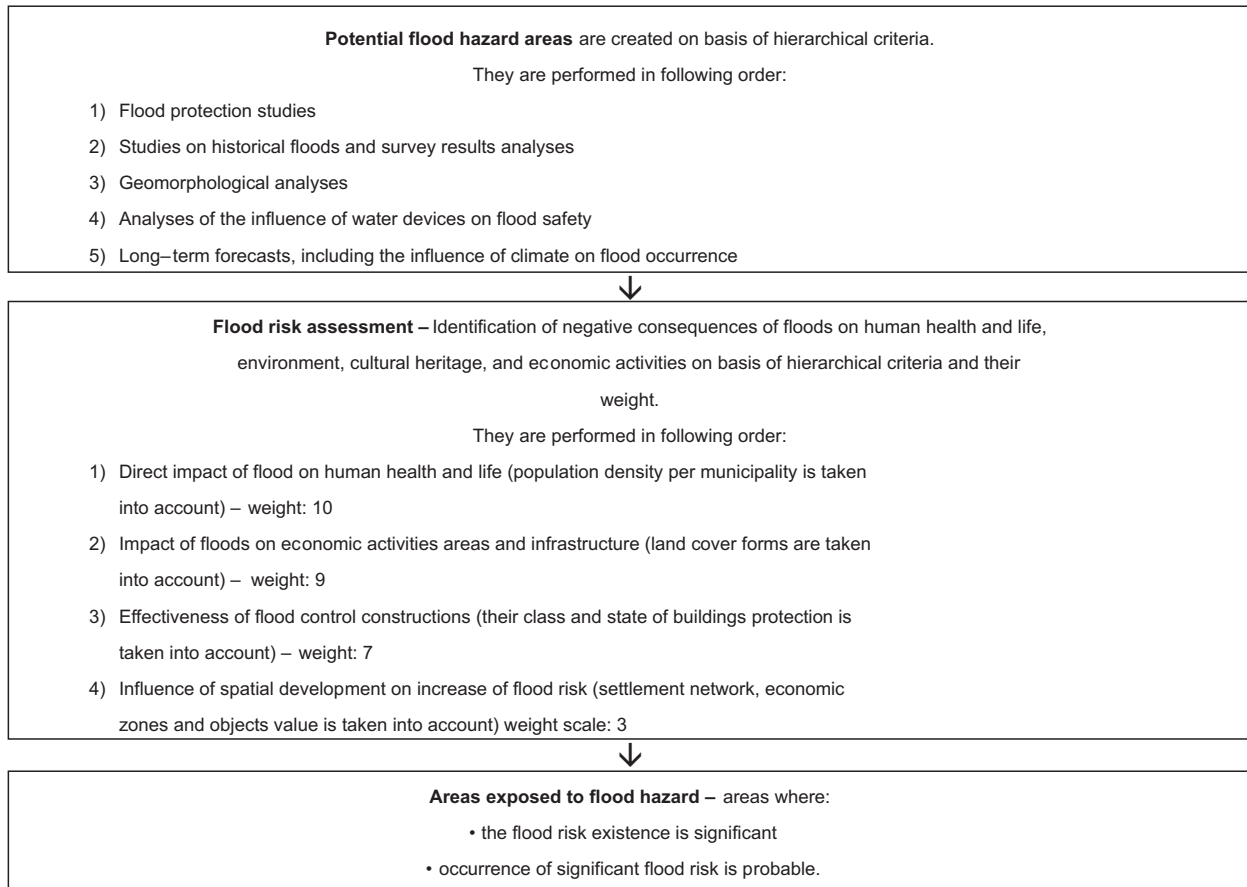 Potential flood hazard areas are created on basis of hierarchical criteria.
They are performed in following order:
1) Flood protection studies
2) Studies on historical floods and survey results analyses
3) Geomorphological analyses
4) Analyses of the influence of water devices on flood safety
5) Long–term forecasts, including the influence of climate on flood occurrence
Flood risk assessment – Identification of negative consequences of floods on human health and life,
environment, cultural heritage, and economic activities on basis of hierarchical criteria and their
weight.
They are performed in following order:
1) Direct impact of flood on human health and life (population density per municipality is taken
into account) – weight: 10
2) Impact of floods on economic activities areas and infrastructure (land cover forms are taken
into account) – weight: 9
3) Effectiveness of flood control constructions (their class and state of buildings protection is
taken into account) – weight: 7
4) Influence of spatial development on increase of flood risk (settlement network, economic
zones and objects value is taken into account) weight scale: 3
Areas exposed to flood hazard – areas where:
• the flood risk existence is significant
• occurrence of significant flood risk is probable.